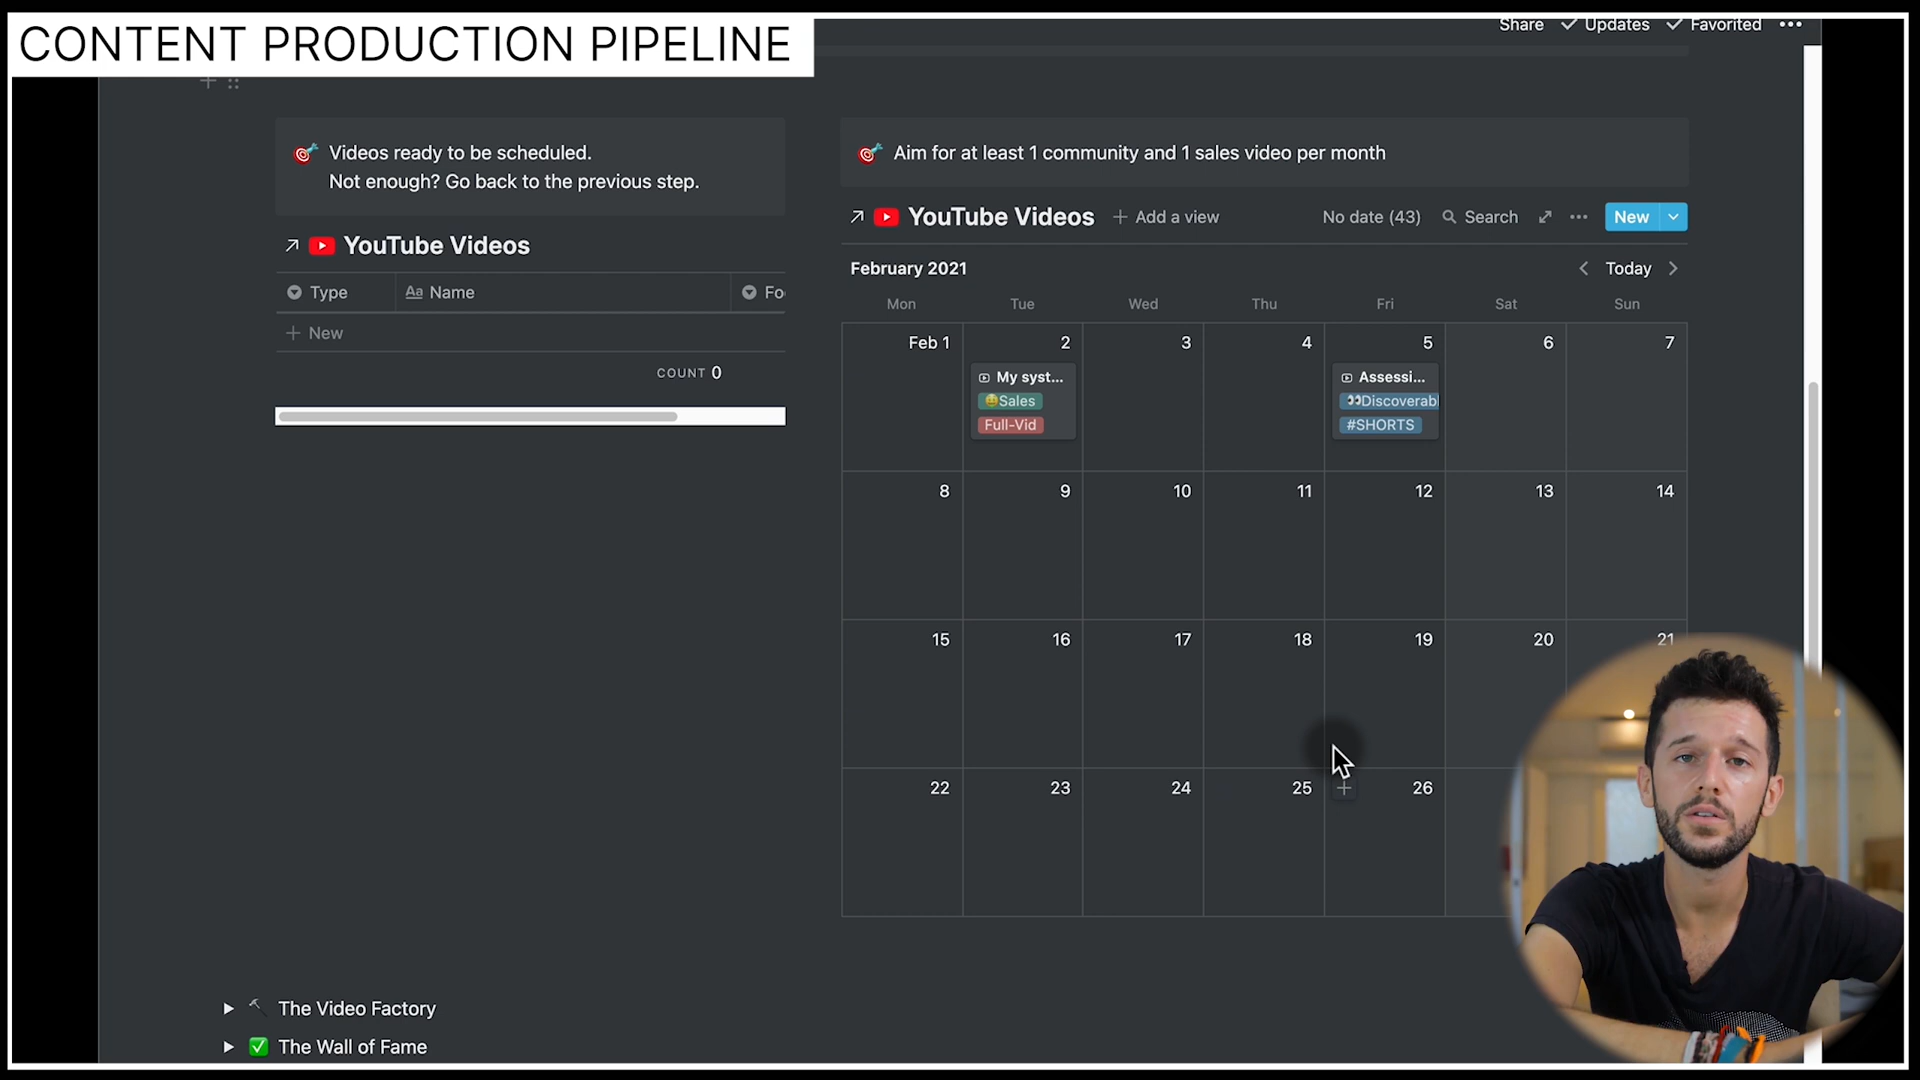 CONTENT PRODUCTION PIPELINE
Share Updates Favorited
Videos ready to be scheduled.
Not enough? Go back to the previous step.
YouTube Videos
Type Aa Name Fo
New
COUNT 0
Aim for at least 1 community and 1 sales video per month
YouTube Videos Add a view No date (43) Search New
February 2021 Today
Mon Tue Wed Thu Fri Sat Sun
Feb 1 2 3 4 5 6 7
My syst...
Sales
Full-Vid
Assessi...
Discoverab
#SHORTS
8 9 10 11 12 13 14
15 16 17 18 19 20 21
22 23 24 25 26
The Video Factory
The Wall of Fame